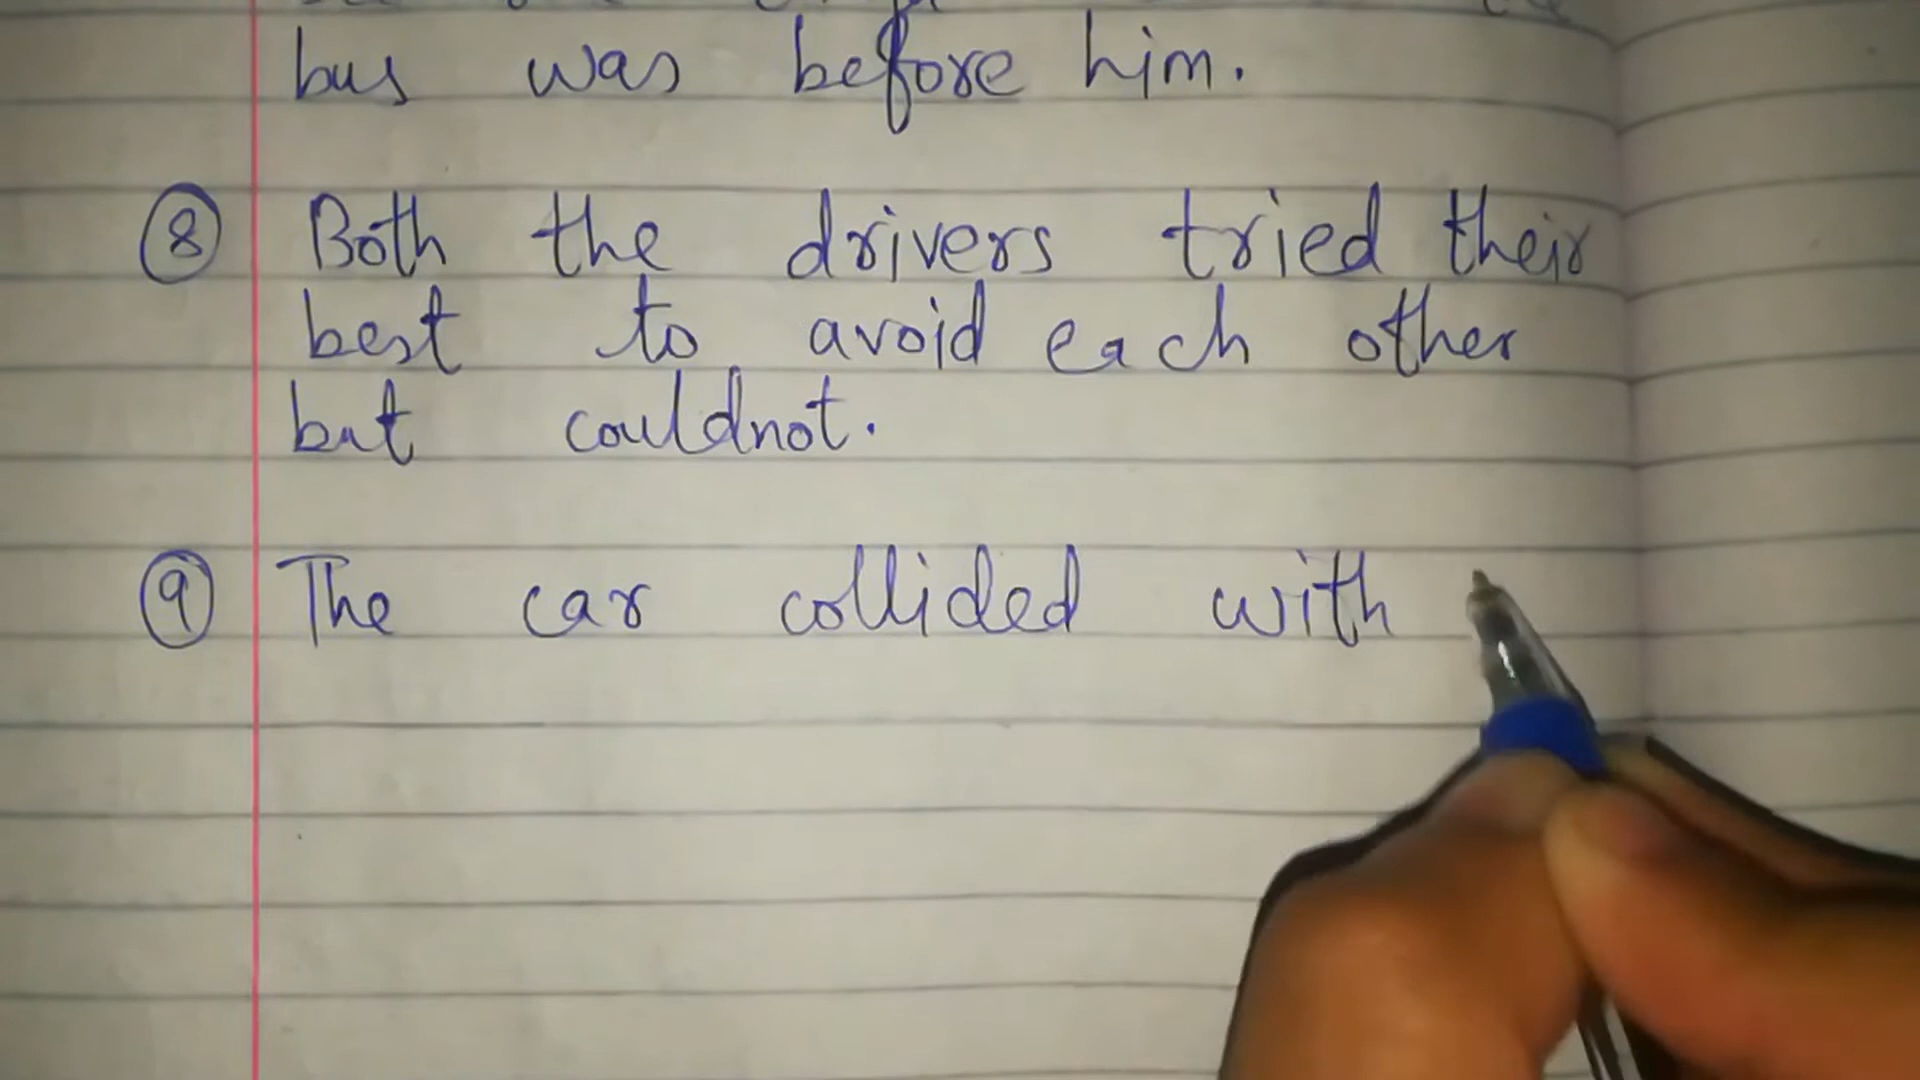 bus was before him.
⑧ Both the drivers tried their
best to avoid each other
but couldnot.
⑨ The car collided with